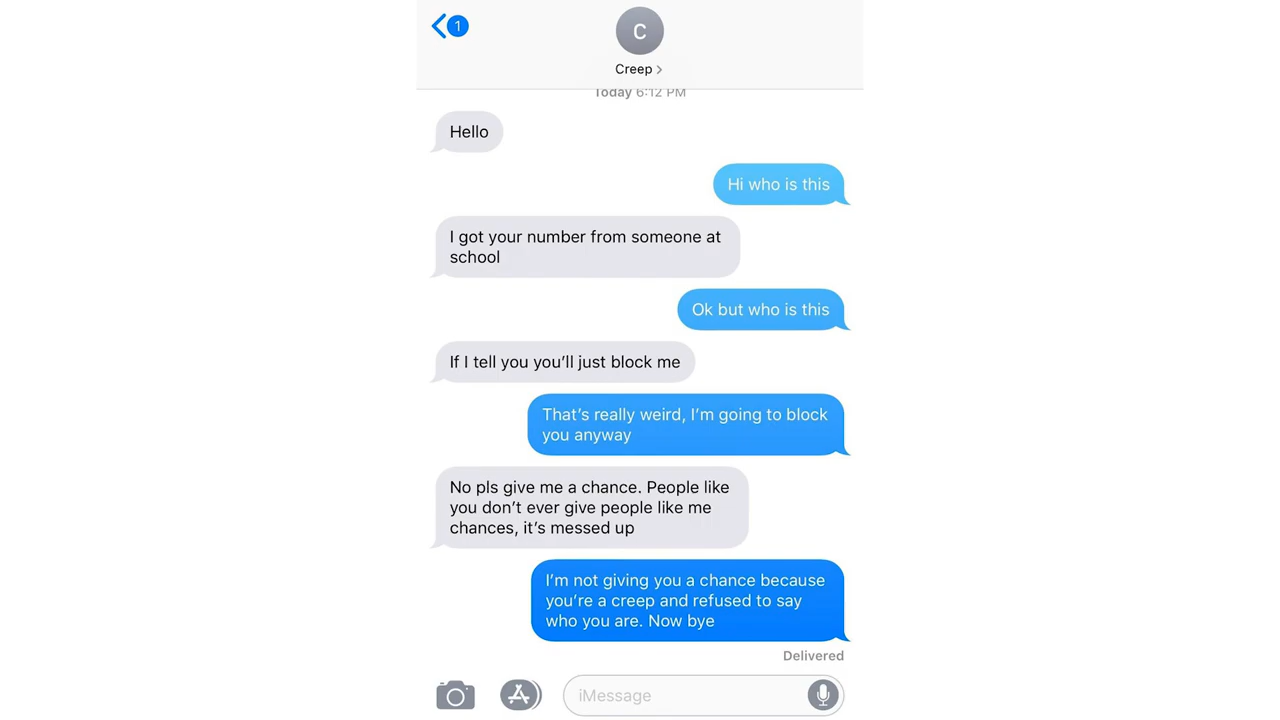 1
C
Creep >
Today 6:12 PM
Hello
Hi who is this
I got your number from someone at
school
Ok but who is this
If I tell you you’ll just block me
That’s really weird, I’m going to block
you anyway
No pls give me a chance. People like
you don’t ever give people like me
chances, it’s messed up
I’m not giving you a chance because
you’re a creep and refused to say
who you are. Now bye
Delivered
iMessage